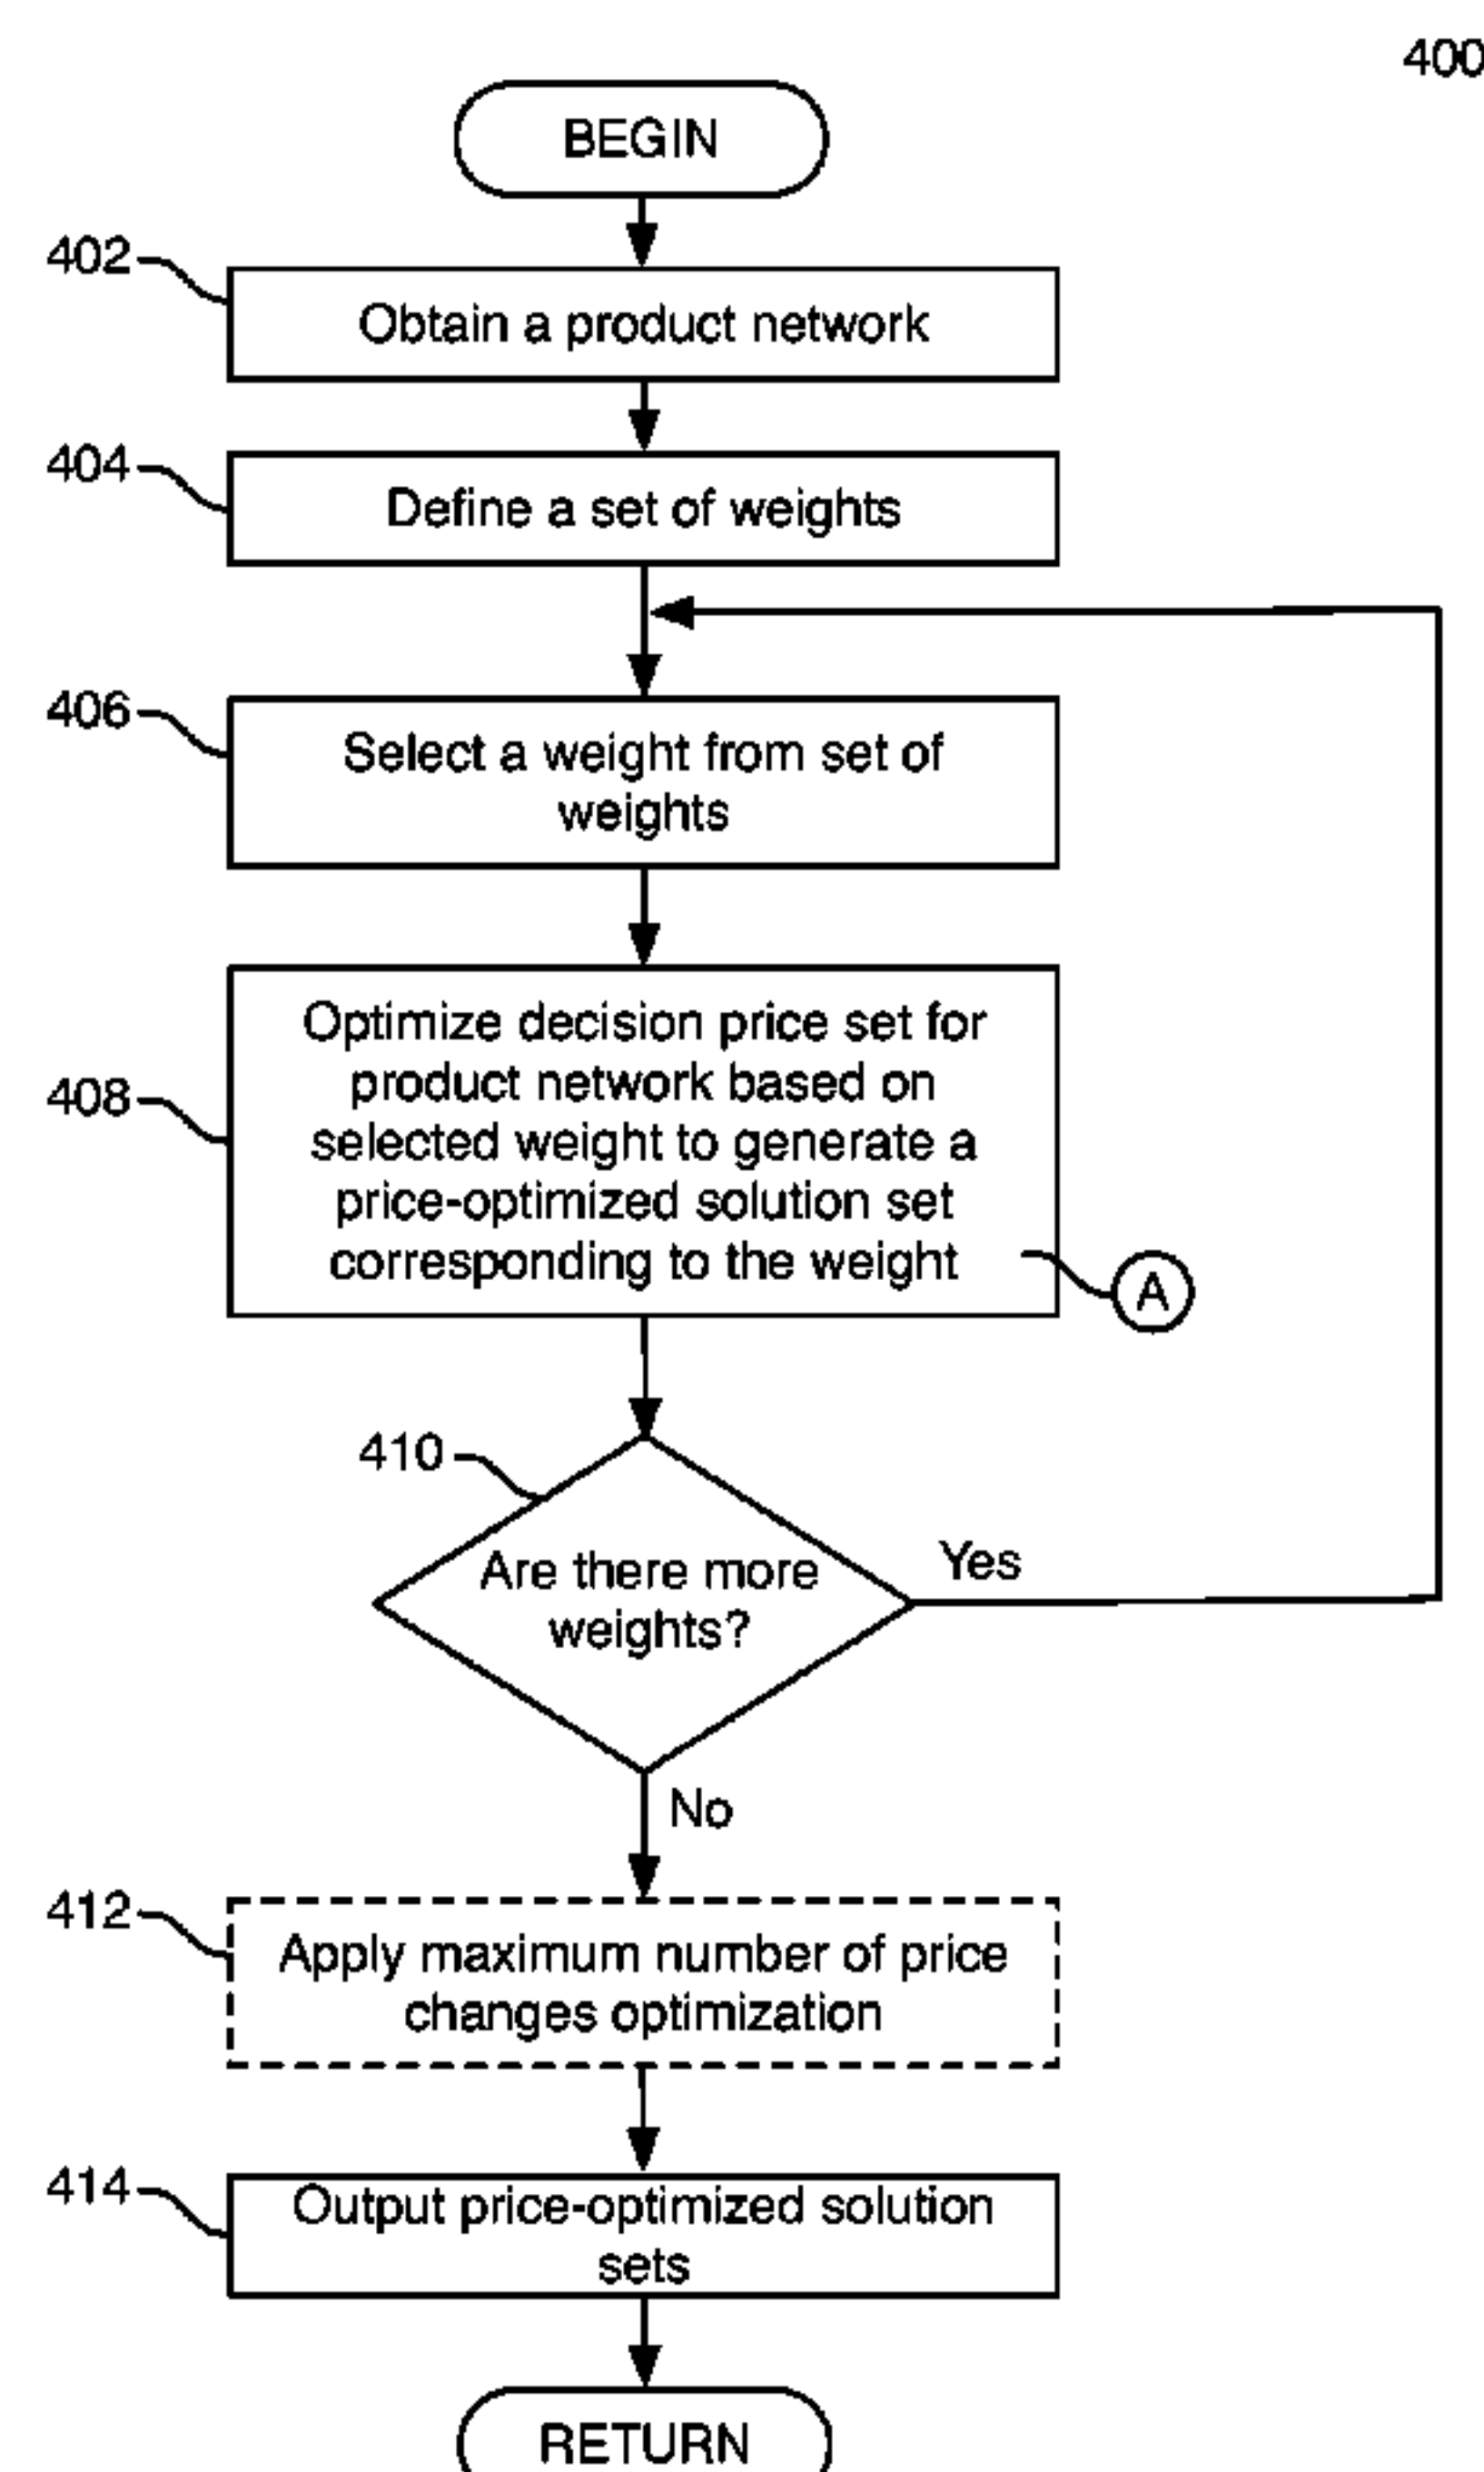 400
BEGIN
402
Obtain a product network
404
Define a set of weights
406
Select a weight from set of
weights
408
Optimize decision price set for
product network based on
selected weight to generate a
price-optimized solution set
corresponding to the weight
A
410
Are there more
weights?
Yes
No
412
Apply maximum number of price
changes optimization
414
Output price-optimized solution
sets
RETURN